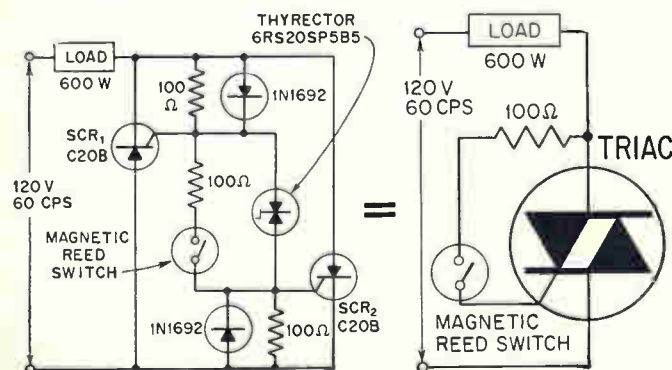 THYRECTOR
6RS20SP5B5
LOAD
600 W
100
Ω
1N1692
SCR1
C20B
120 V
60 CPS
100Ω
MAGNETIC
REED
SWITCH
1N1692
100Ω
SCR2
C20B
=
LOAD
600 W
120 V
60 CPS
100Ω
TRIAC
MAGNETIC
REED SWITCH